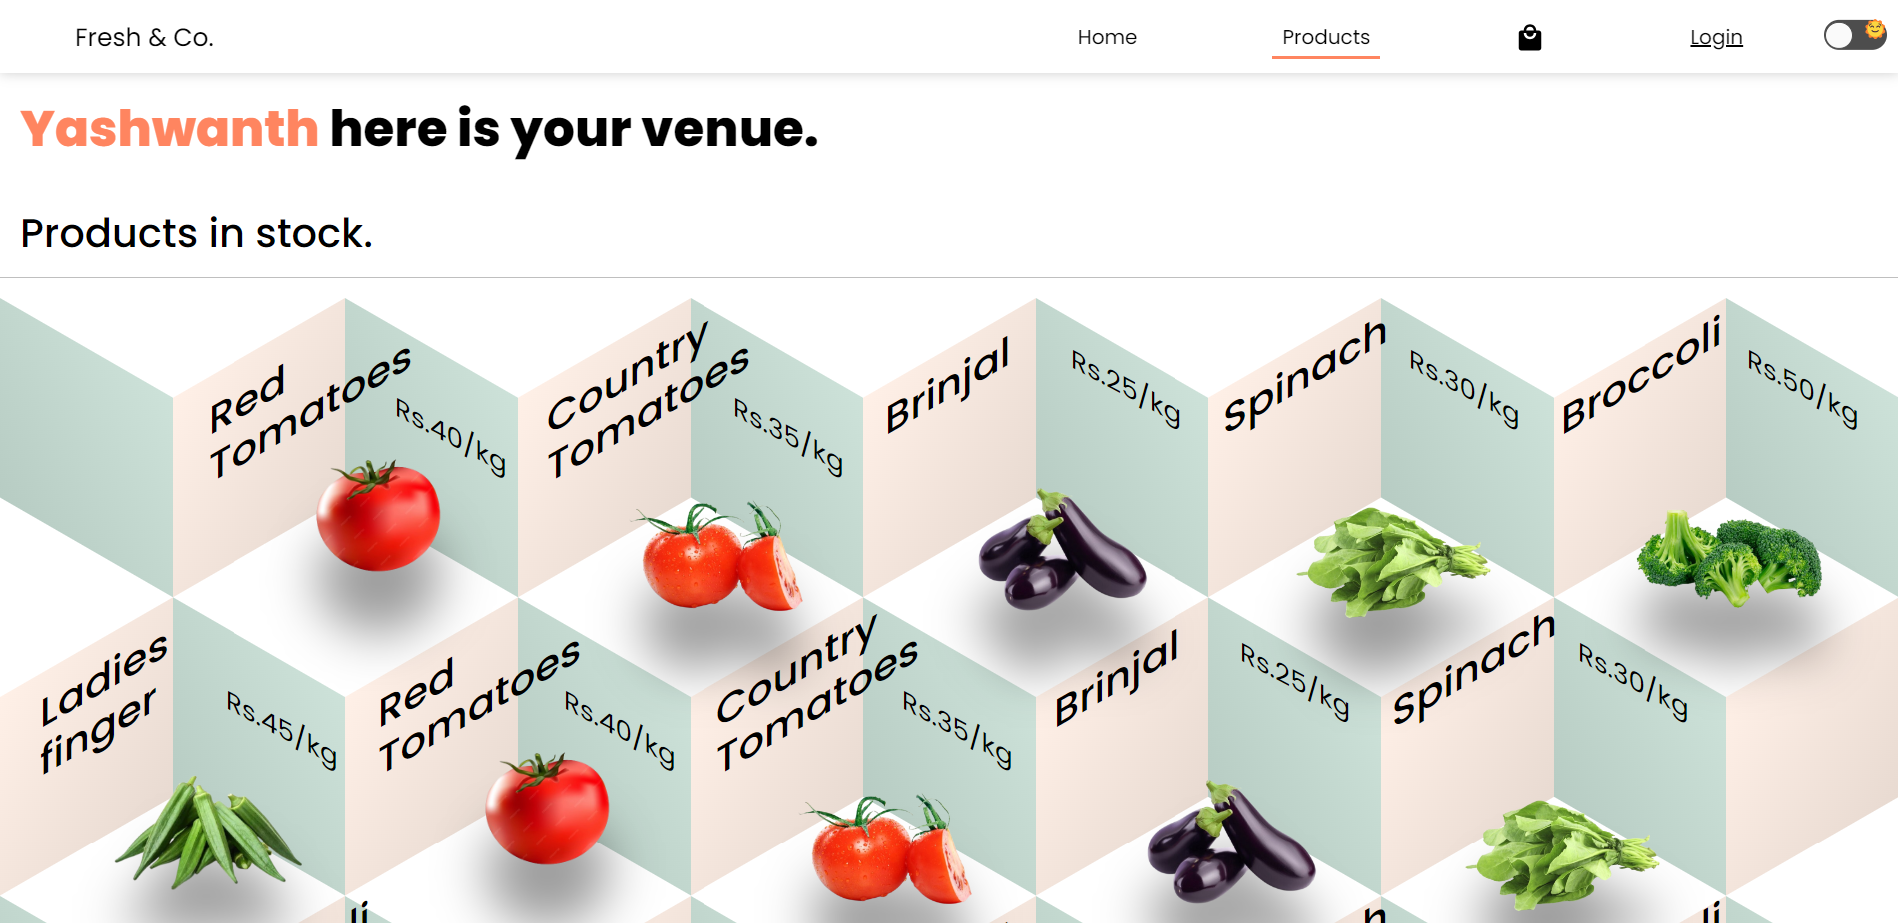 Fresh & Co.
Home
Products
Login
Yashwanth here is your venue.
Products in stock.
Red
Tomatoes
Rs.40/kg
Country
Tomatoes
Rs.35/kg
Brinjal
Rs.25/kg
Spinach
Rs.30/kg
Broccoli
Rs.50/kg
Ladies
finger
Rs.45/kg
Red
Tomatoes
Rs.40/kg
Country
Tomatoes
Rs.35/kg
Brinjal
Rs.25/kg
Spinach
Rs.30/kg